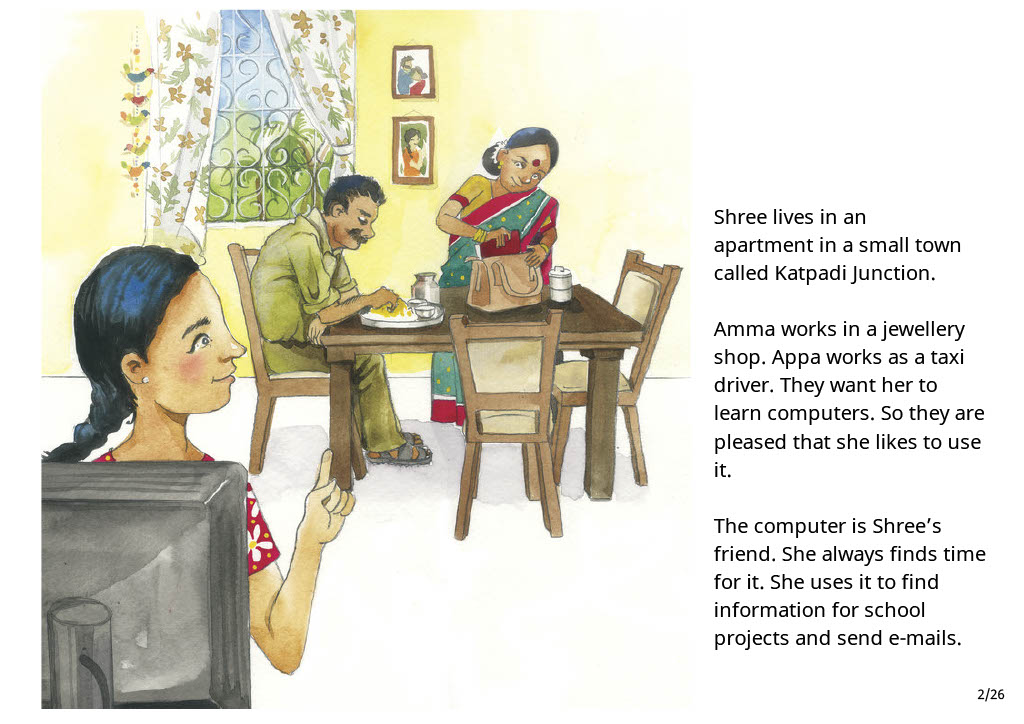 Shree lives in an
apartment in a small town
called Katpadi Junction.
Amma works in a jewellery
shop. Appa works as a taxi
driver. They want her to
learn computers. So they are
pleased that she likes to use
it.
The computer is Shree’s
friend. She always finds time
for it. She uses it to find
information for school
projects and send e-mails.
2/26